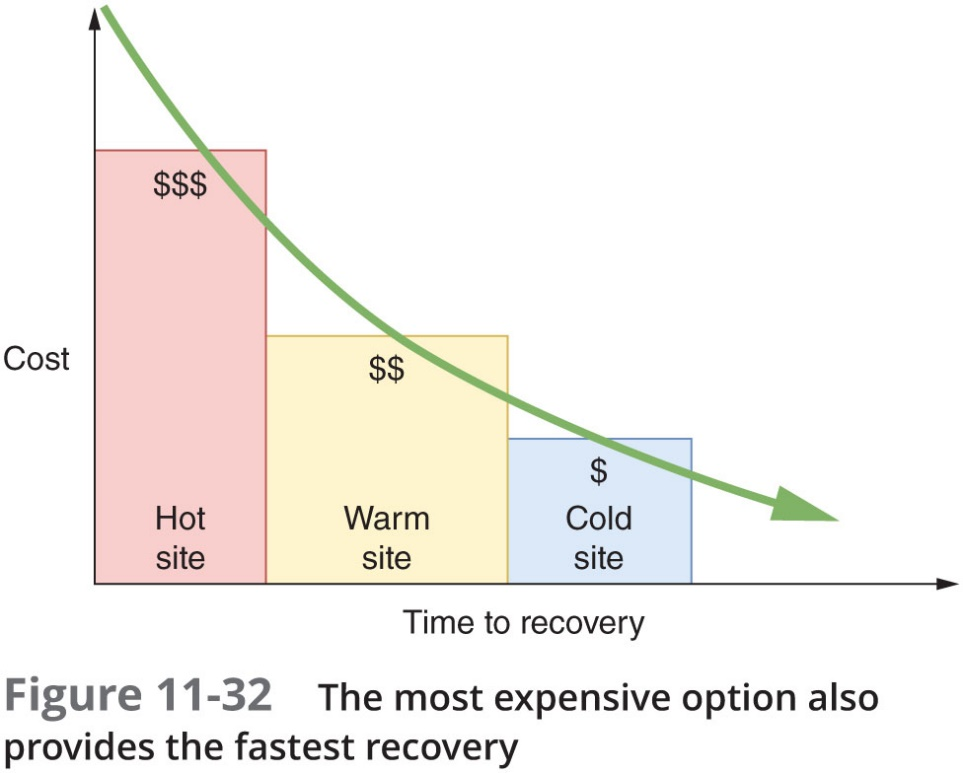 $$$
$$
Cost
$
Hot
site
Warm
site
Cold
site
Time to recovery
Figure 11-32 The most expensive option also
provides the fastest recovery